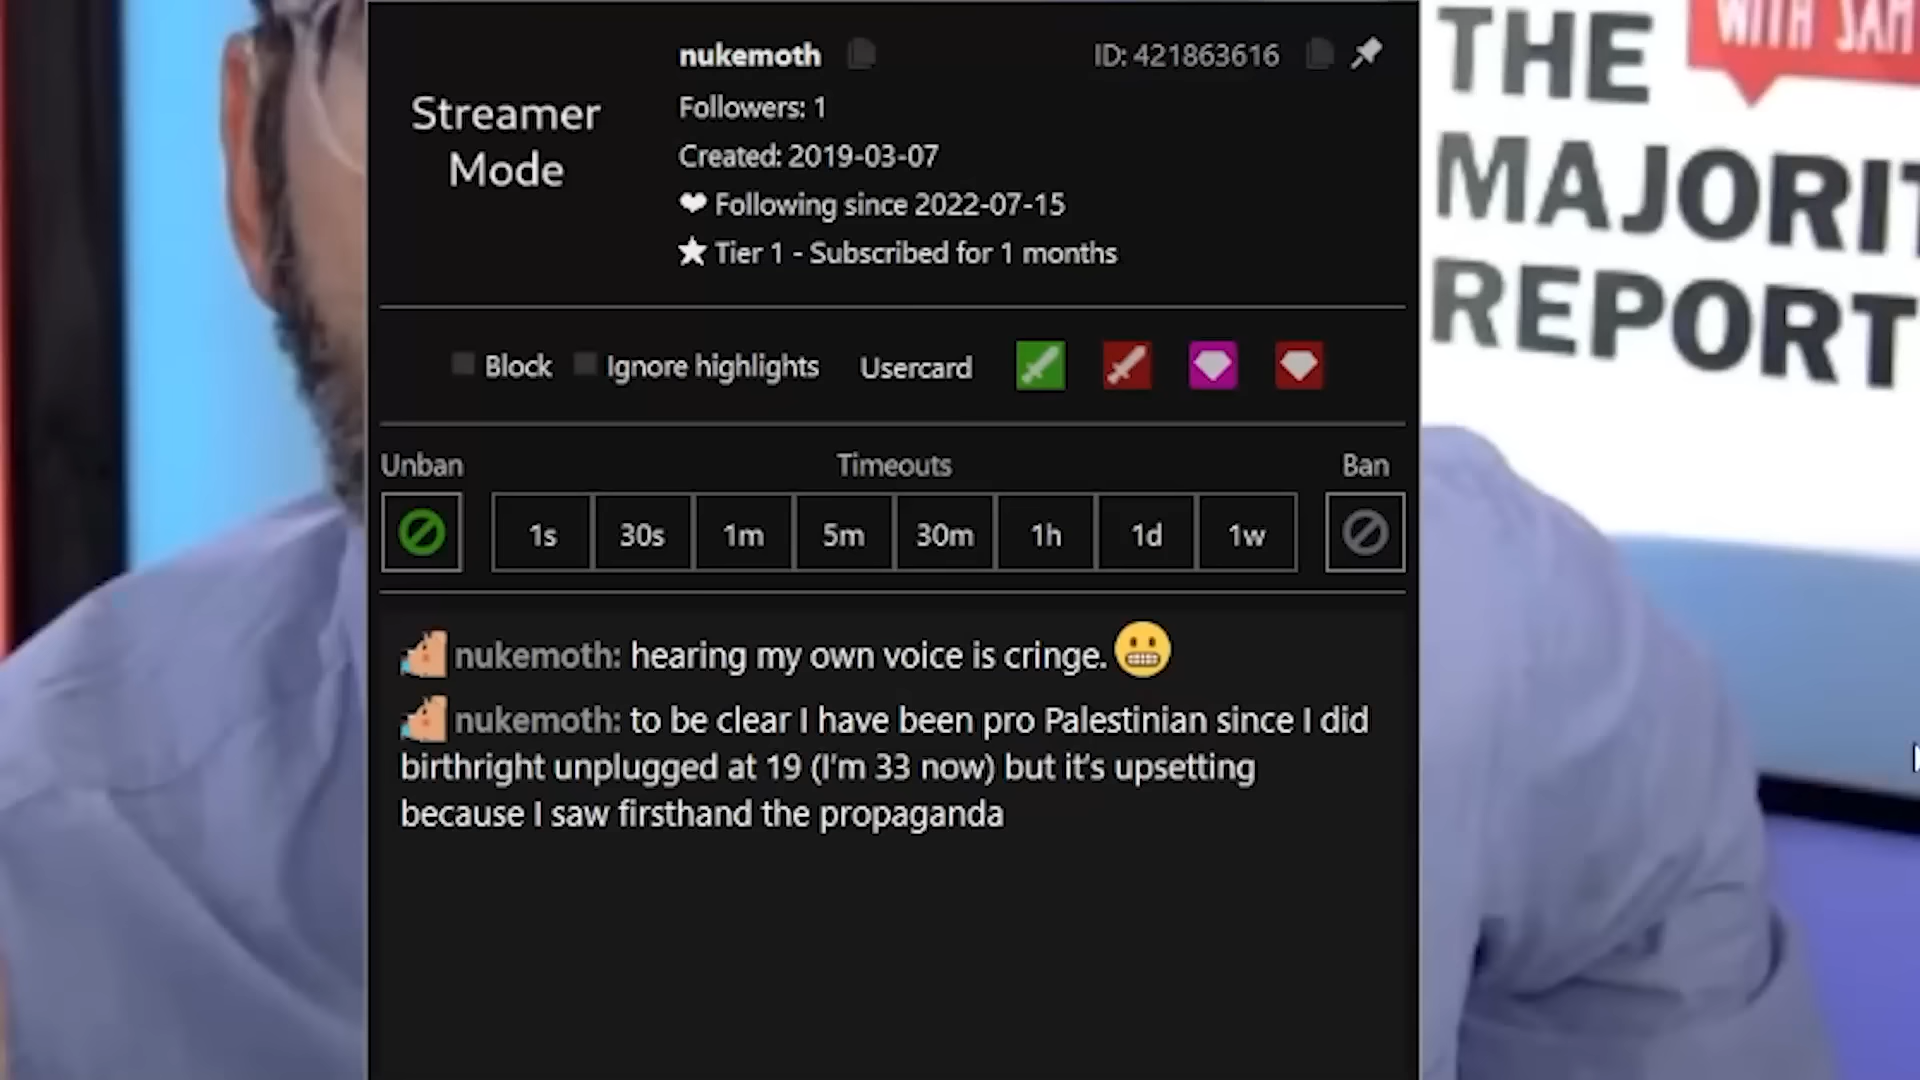 nukemoth
ID: 421863616
Streamer
Mode
Followers: 1
Created: 2019-03-07
Following since 2022-07-15
Tier 1 - Subscribed for 1 months
Block
Ignore highlights
Usercard
Unban
Timeouts
Ban
1s
30s
1m
5m
30m
1h
1d
1w
nukemoth: hearing my own voice is cringe.
nukemoth: to be clear I have been pro Palestinian since I did
birthright unplugged at 19 (I'm 33 now) but it's upsetting
because I saw firsthand the propaganda
WITH SAM
THE
MAJORIT
REPORT